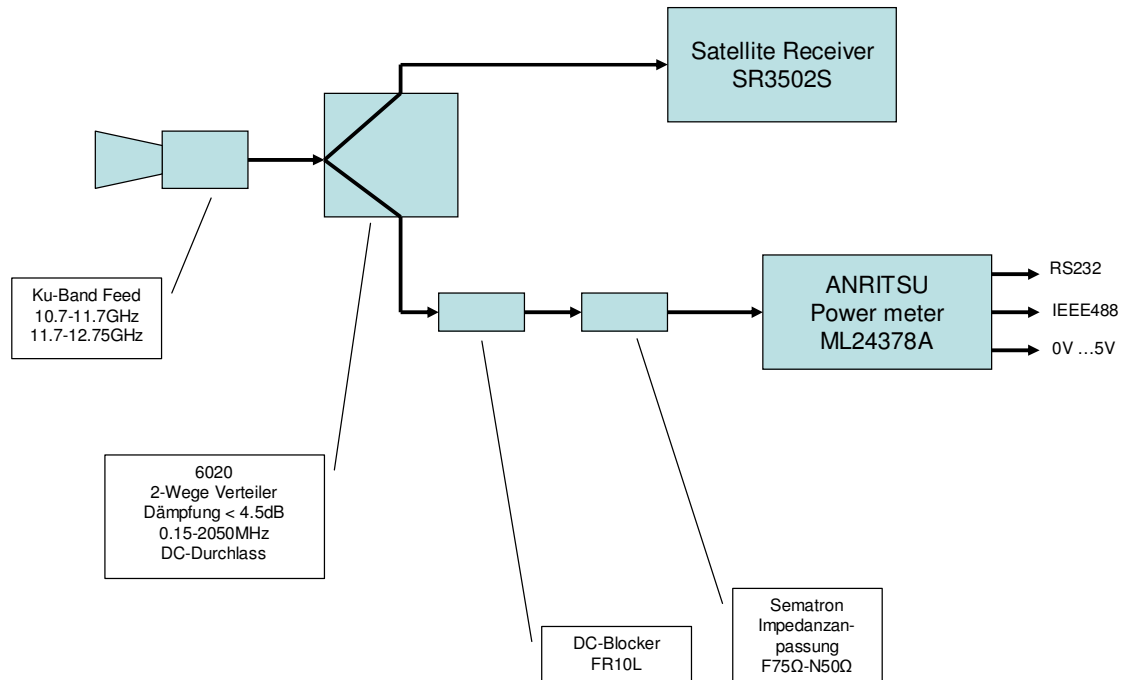 Satellite Receiver
SR3502S
Ku-Band Feed
10.7-11.7GHz
11.7-12.75GHz
ANRITSU
Power meter
ML24378A
RS232
IEEE488
0V ...5V
6020
2-Wege Verteiler
Dämpfung < 4.5dB
0.15-2050MHz
DC-Durchlass
DC-Blocker
FR10L
Sematron
Impedanzan-
passung
F75Ω-N50Ω